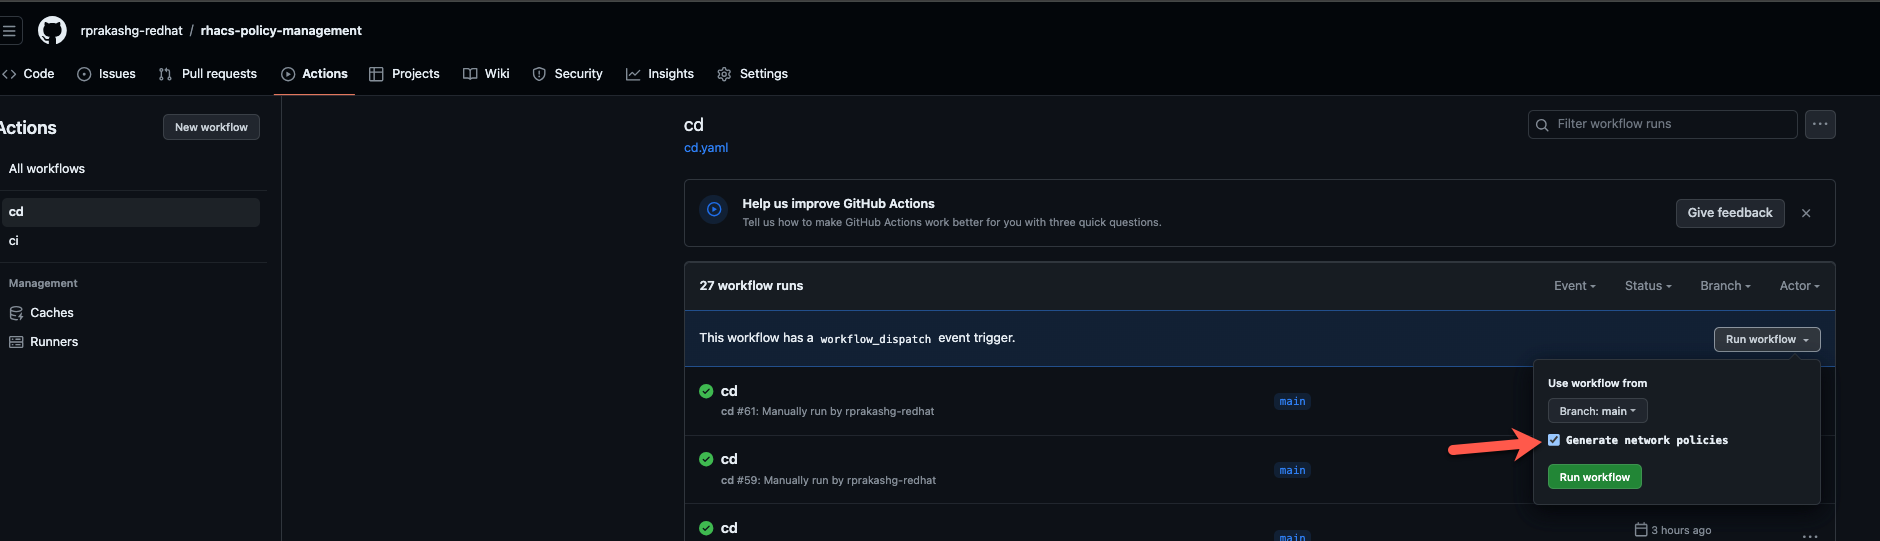 rprakashg-redhat / rhacs-policy-management
Code Issues Pull requests Actions Projects Wiki Security Insights Settings
Actions
New workflow
All workflows
cd
ci
Management
Caches
Runners
cd
cd.yaml
Filter workflow runs
Help us improve GitHub Actions
Tell us how to make GitHub Actions work better for you with three quick questions.
Give feedback
27 workflow runs
Event Status Branch Actor
This workflow has a workflow_dispatch event trigger.
Run workflow
Use workflow from
Branch: main
Generate network policies
Run workflow
cd
cd #61: Manually run by rprakashg-redhat
main
cd
cd #59: Manually run by rprakashg-redhat
main
cd
main
3 hours ago